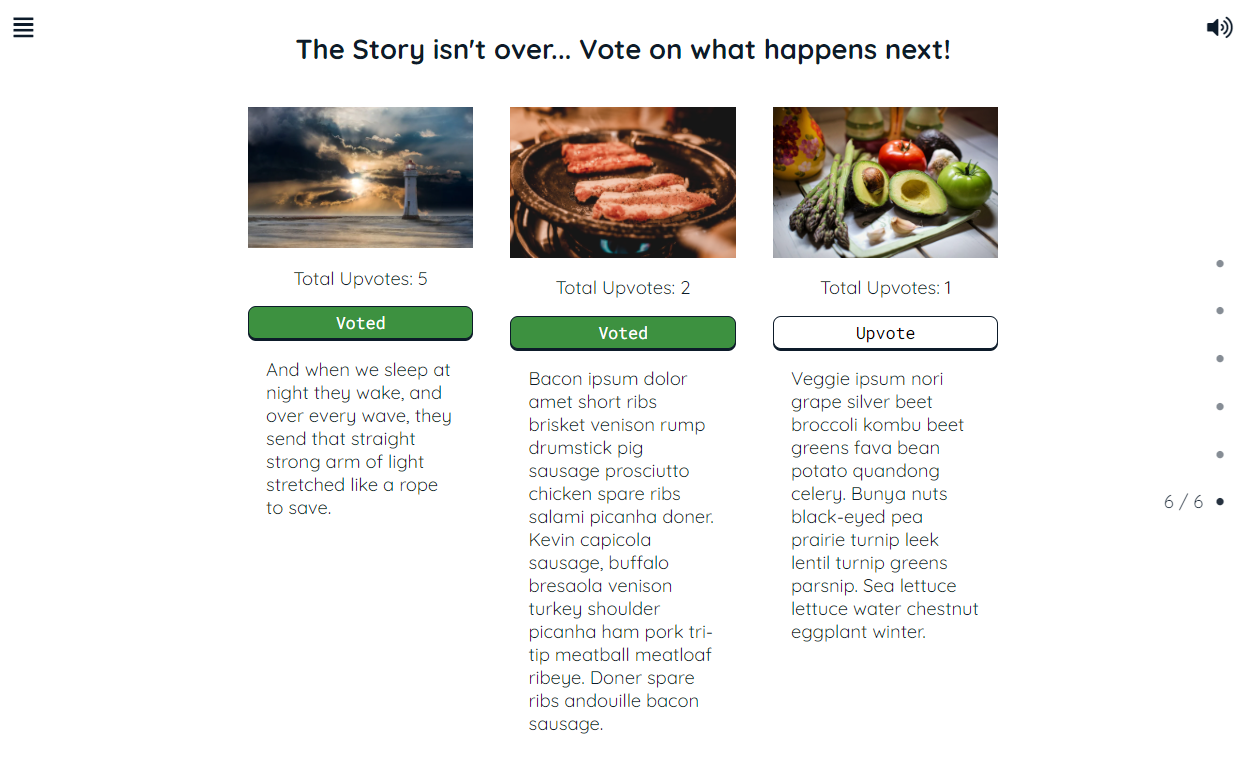 The Story isn't over... Vote on what happens next!
Total Upvotes: 5
Voted
And when we sleep at
night they wake, and
over every wave, they
send that straight
strong arm of light
stretched like a rope
to save.
Total Upvotes: 2
Voted
Bacon ipsum dolor
amet short ribs
brisket venison rump
drumstick pig
sausage prosciutto
chicken spare ribs
salami picanha doner.
Kevin capicola
sausage, buffalo
bresaola venison
turkey shoulder
picanha ham pork tri-
tip meatball meatloaf
ribeye. Doner spare
ribs andouille bacon
sausage.
Total Upvotes: 1
Upvote
Veggie ipsum nori
grape silver beet
broccoli kombu beet
greens fava bean
potato quandong
celery. Bunya nuts
black-eyed pea
prairie turnip leek
lentil turnip greens
parsnip. Sea lettuce
lettuce water chestnut
eggplant winter.
6 / 6